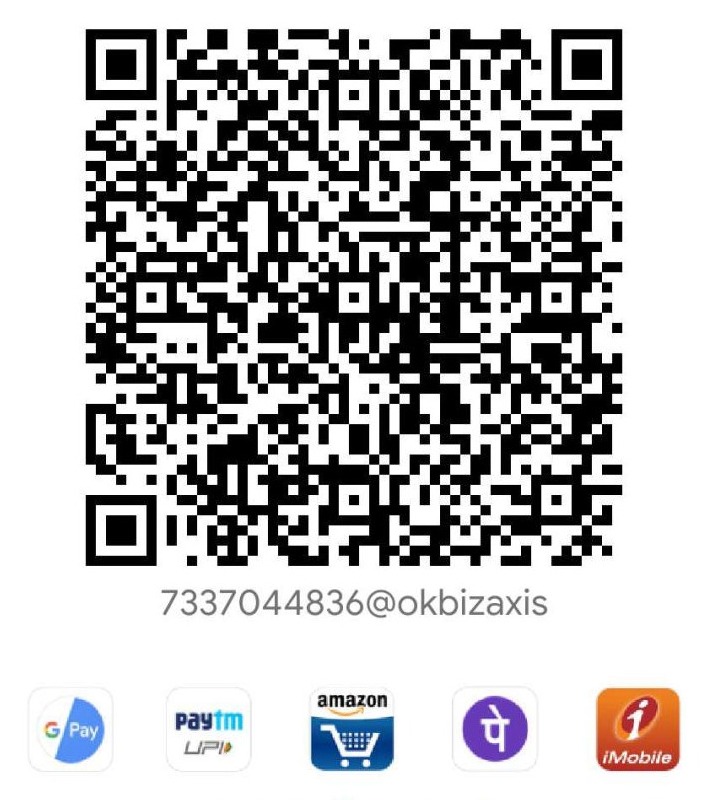 7337044836@okbizaxis
G Pay
paytm
UPI
amazon
पे
i
iMobile